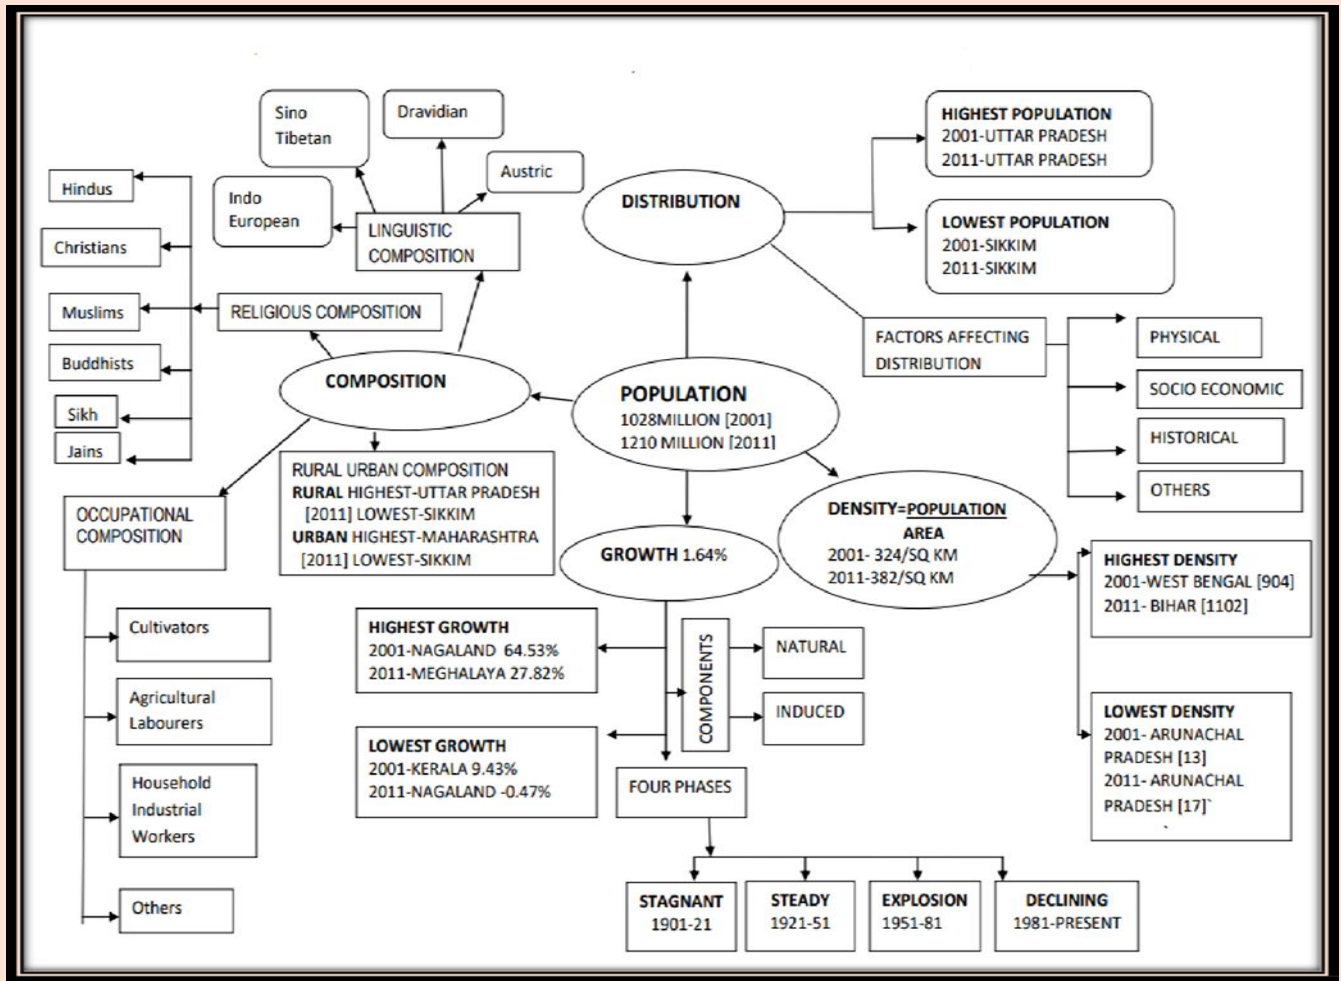 Sino
Tibetan
Dravidian
Austric
Indo
European
LINGUISTIC
COMPOSITION
Hindus
Christians
Muslims
Buddhists
Sikh
Jains
RELIGIOUS COMPOSITION
COMPOSITION
DISTRIBUTION
HIGHEST POPULATION
2001-UTTAR PRADESH
2011-UTTAR PRADESH
LOWEST POPULATION
2001-SIKKIM
2011-SIKKIM
FACTORS AFFECTING
DISTRIBUTION
PHYSICAL
SOCIO ECONOMIC
HISTORICAL
OTHERS
POPULATION
1028MILLION [2001]
1210 MILLION [2011]
RURAL URBAN COMPOSITION
RURAL HIGHEST-UTTAR PRADESH
[2011] LOWEST-SIKKIM
URBAN HIGHEST-MAHARASHTRA
[2011] LOWEST-SIKKIM
OCCUPATIONAL
COMPOSITION
Cultivators
Agricultural
Labourers
Household
Industrial
Workers
Others
GROWTH 1.64%
DENSITY=POPULATION
AREA
2001- 324/SQ KM
2011-382/SQ KM
HIGHEST DENSITY
2001-WEST BENGAL [904]
2011- BIHAR [1102]
LOWEST DENSITY
2001- ARUNACHAL
PRADESH [13]
2011- ARUNACHAL
PRADESH [17]`
HIGHEST GROWTH
2001-NAGALAND 64.53%
2011-MEGHALAYA 27.82%
LOWEST GROWTH
2001-KERALA 9.43%
2011-NAGALAND -0.47%
COMPONENTS
NATURAL
INDUCED
FOUR PHASES
STAGNANT
1901-21
STEADY
1921-51
EXPLOSION
1951-81
DECLINING
1981-PRESENT